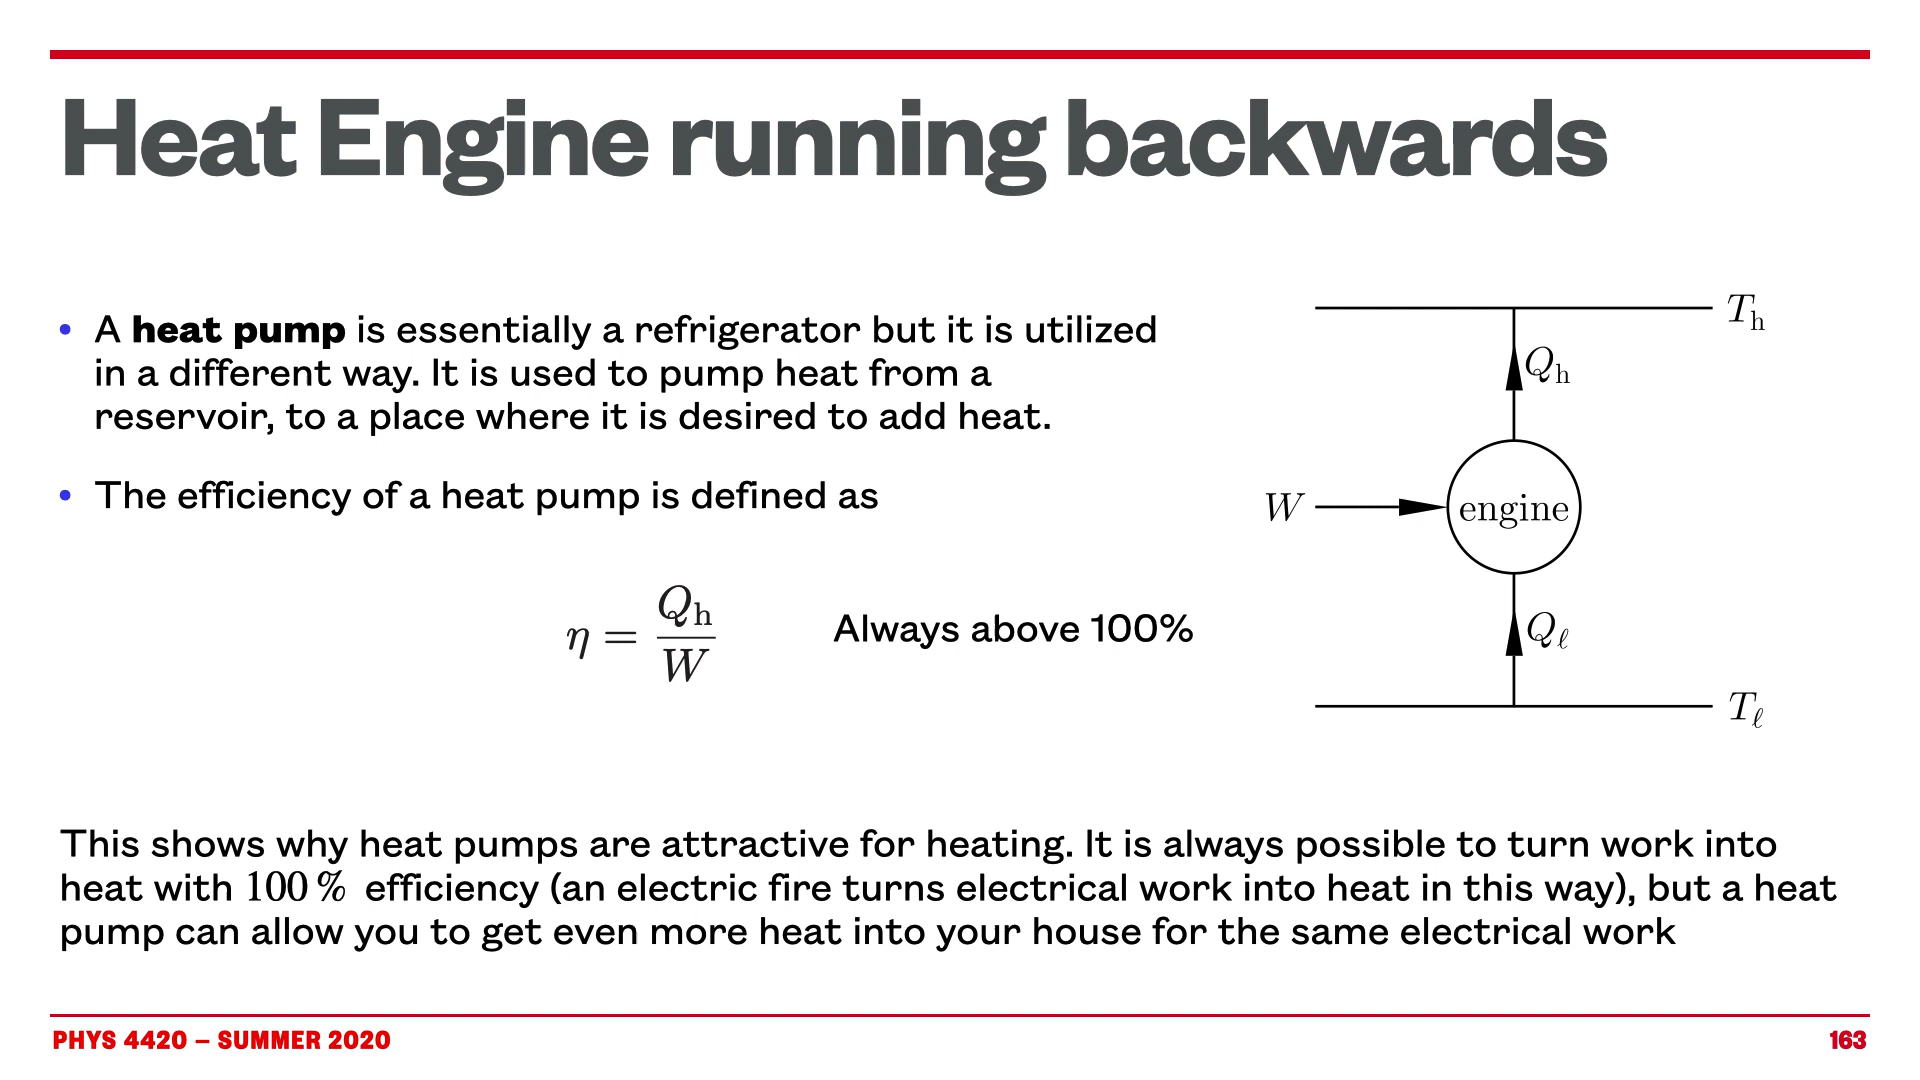 Heat Engine running backwards
• A heat pump is essentially a refrigerator but it is utilized
in a different way. It is used to pump heat from a
reservoir, to a place where it is desired to add heat.
• The efficiency of a heat pump is defined as
η = Qh / W
Always above 100%
Th
Qh
W
engine
Qℓ
Tℓ
This shows why heat pumps are attractive for heating. It is always possible to turn work into
heat with 100 % efficiency (an electric fire turns electrical work into heat in this way), but a heat
pump can allow you to get even more heat into your house for the same electrical work
PHYS 4420 – SUMMER 2020
163